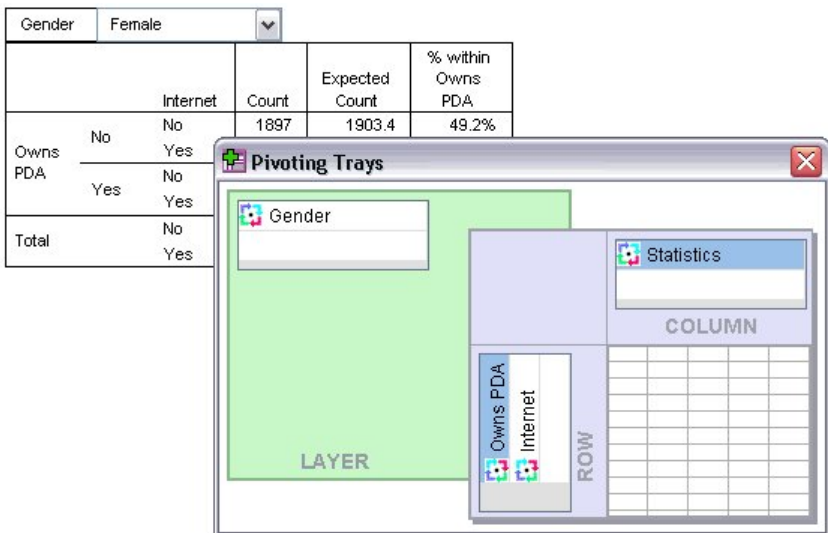 Gender Female
% within
Expected Owns
Internet Count Count PDA
No No 1897 1903.4 49.2%
Owns Yes
PDA No
Yes Yes
Total No
Yes
Pivoting Trays
Gender
Statistics
COLUMN
Owns PDA
Internet
ROW
LAYER